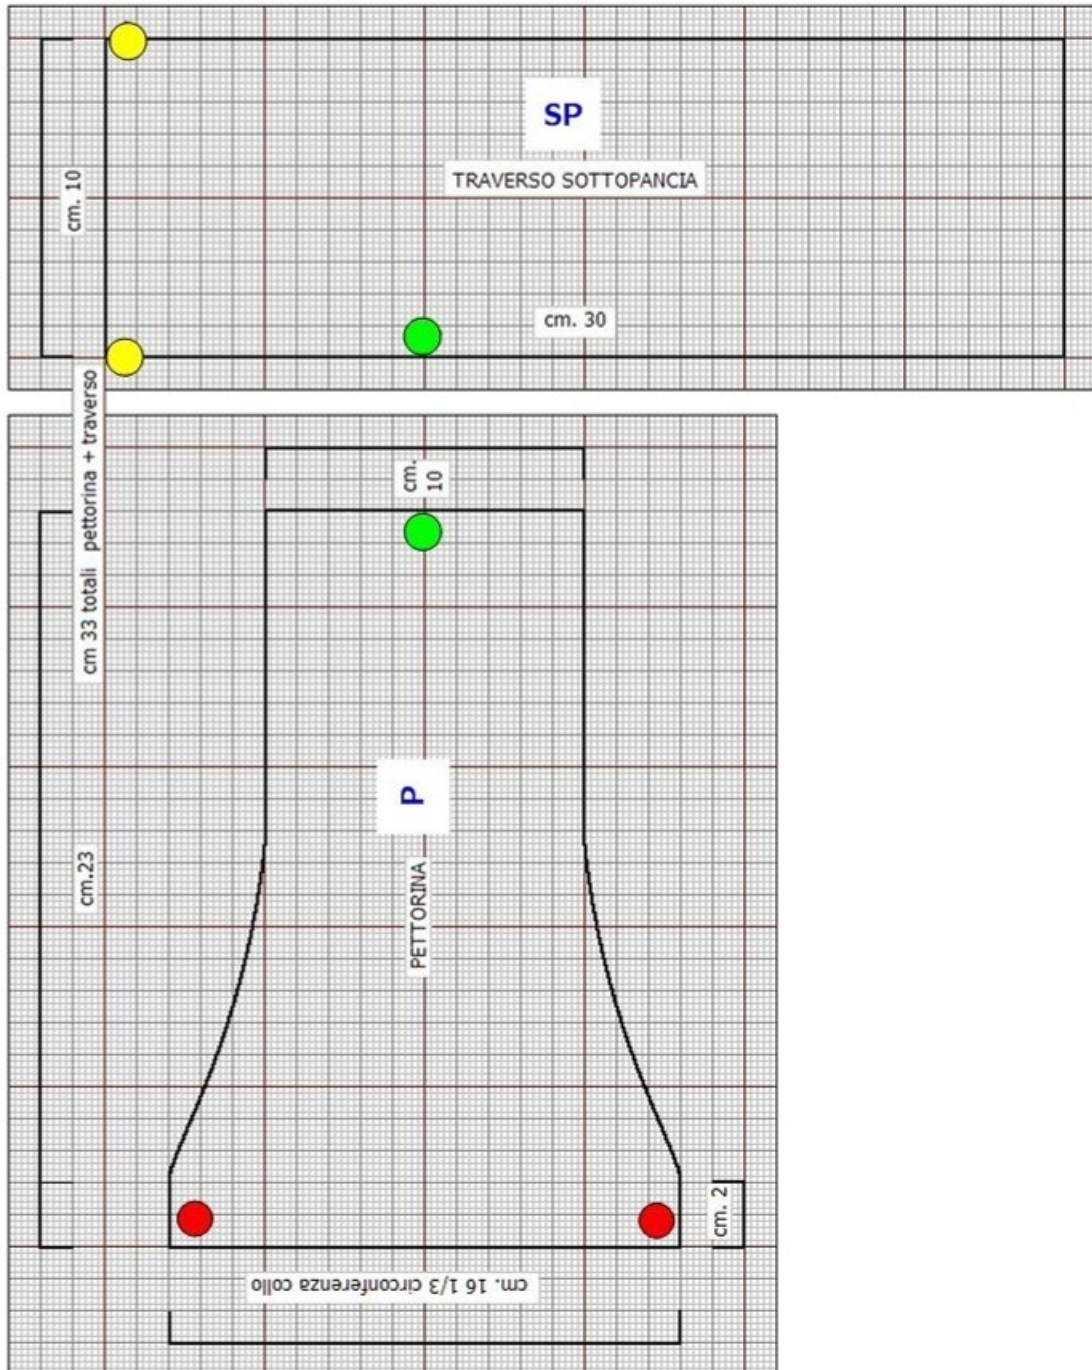 SP
TRAVERSO SOTTOPANCIA
cm. 10
cm. 30
cm 33 totali pettorina + traverso
cm.
10
P
PETTORINA
cm.23
cm. 2
cm. 16 1/3 circonferenza collo